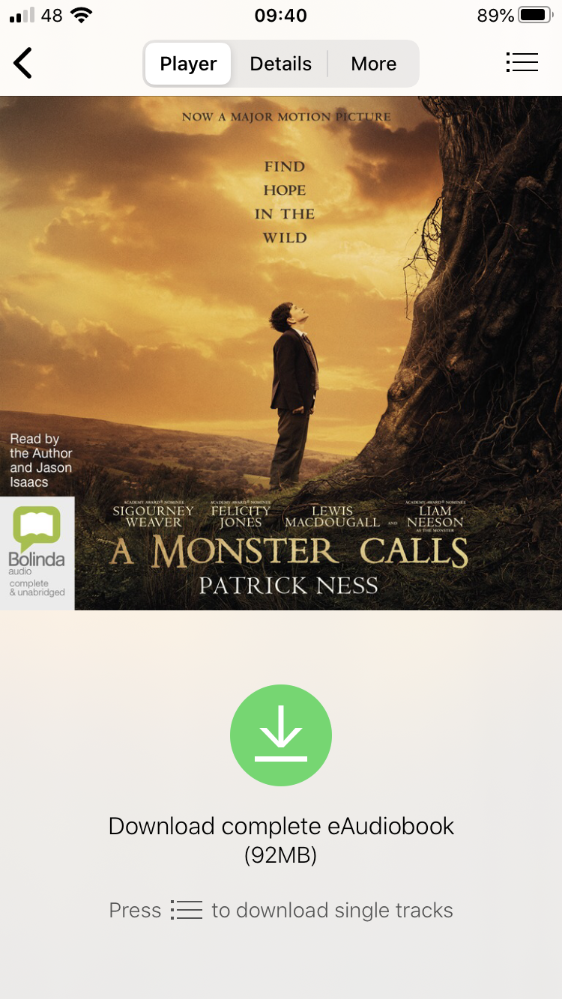 48 09:40 89%
Player Details More
NOW A MAJOR MOTION PICTURE
FIND
HOPE
IN THE
WILD
Read by
the Author
and Jason
Isaacs
ACADEMY AWARD® NOMINEE
SIGOURNEY
WEAVER
ACADEMY AWARD® NOMINEE
FELICITY
JONES
LEWIS
MACDOUGALL
AND
ACADEMY AWARD® NOMINEE
LIAM
NEESON
AS THE MONSTER
A MONSTER CALLS
PATRICK NESS
Bolinda
audio
complete
& unabridged
Download complete eAudiobook
(92MB)
Press to download single tracks